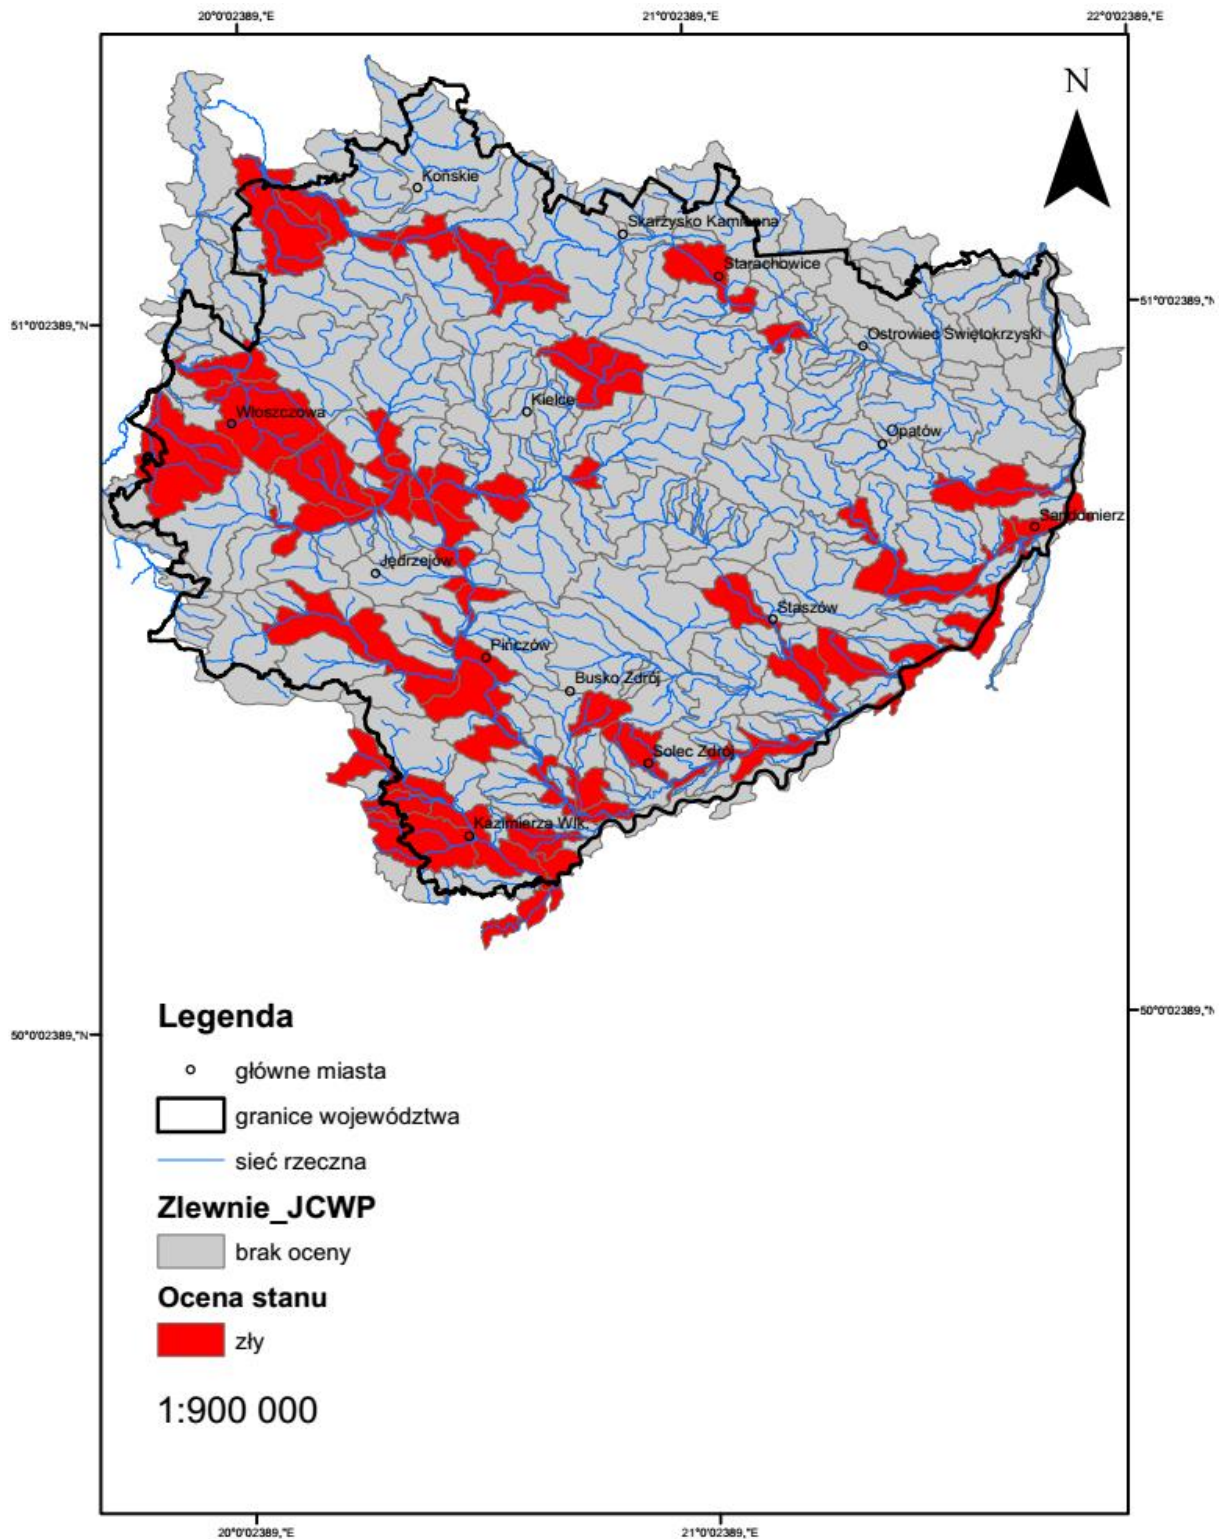 20°0'02389,"E
21°0'02389,"E
22°0'02389,"E
N
Końskie
Skarżysko Kamienna
Starachowice
51°0'02389,"N
51°0'02389,"N
Ostrowiec Świętokrzyski
Włoszczowa
Kielce
Opatów
Sandomierz
Jędrzejów
Staszów
Pińczów
Busko Zdrój
Solec Zdrój
Kazimierza Wlk.
Legenda
50°0'02389,"N
50°0'02389,"N
główne miasta
granice województwa
sieć rzeczna
Zlewnie_JCWP
brak oceny
Ocena stanu
zły
1:900 000
20°0'02389,"E
21°0'02389,"E